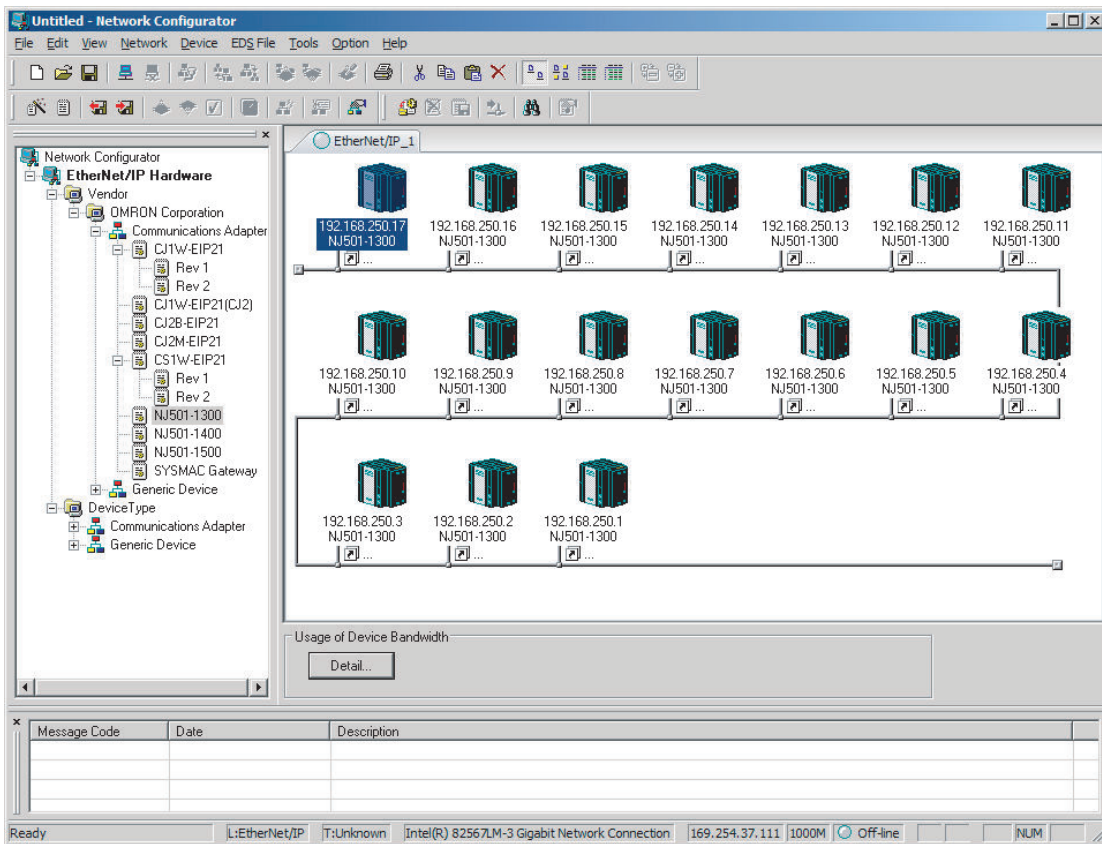 Untitled - Network Configurator
File Edit View Network Device EDS File Tools Option Help
Network Configurator
EtherNet/IP Hardware
Vendor
OMRON Corporation
Communications Adapter
CJ1W-EIP21
Rev 1
Rev 2
CJ1W-EIP21(CJ2)
CJ2B-EIP21
CJ2M-EIP21
CS1W-EIP21
Rev 1
Rev 2
NJ501-1300
NJ501-1400
NJ501-1500
SYSMAC Gateway
Generic Device
DeviceType
Communications Adapter
Generic Device
EtherNet/IP_1
192.168.250.17 192.168.250.16 192.168.250.15 192.168.250.14 192.168.250.13 192.168.250.12 192.168.250.11
NJ501-1300 NJ501-1300 NJ501-1300 NJ501-1300 NJ501-1300 NJ501-1300 NJ501-1300
... ... ... ... ... ... ...
192.168.250.10 192.168.250.9 192.168.250.8 192.168.250.7 192.168.250.6 192.168.250.5 192.168.250.4
NJ501-1300 NJ501-1300 NJ501-1300 NJ501-1300 NJ501-1300 NJ501-1300 NJ501-1300
... ... ... ... ... ... ...
192.168.250.3 192.168.250.2 192.168.250.1
NJ501-1300 NJ501-1300 NJ501-1300
... ... ...
Usage of Device Bandwidth
Detail...
Message Code Date Description
Ready L:EtherNet/IP T:Unknown Intel(R) 82567LM-3 Gigabit Network Connection 169.254.37.111 1000M Off-line NUM